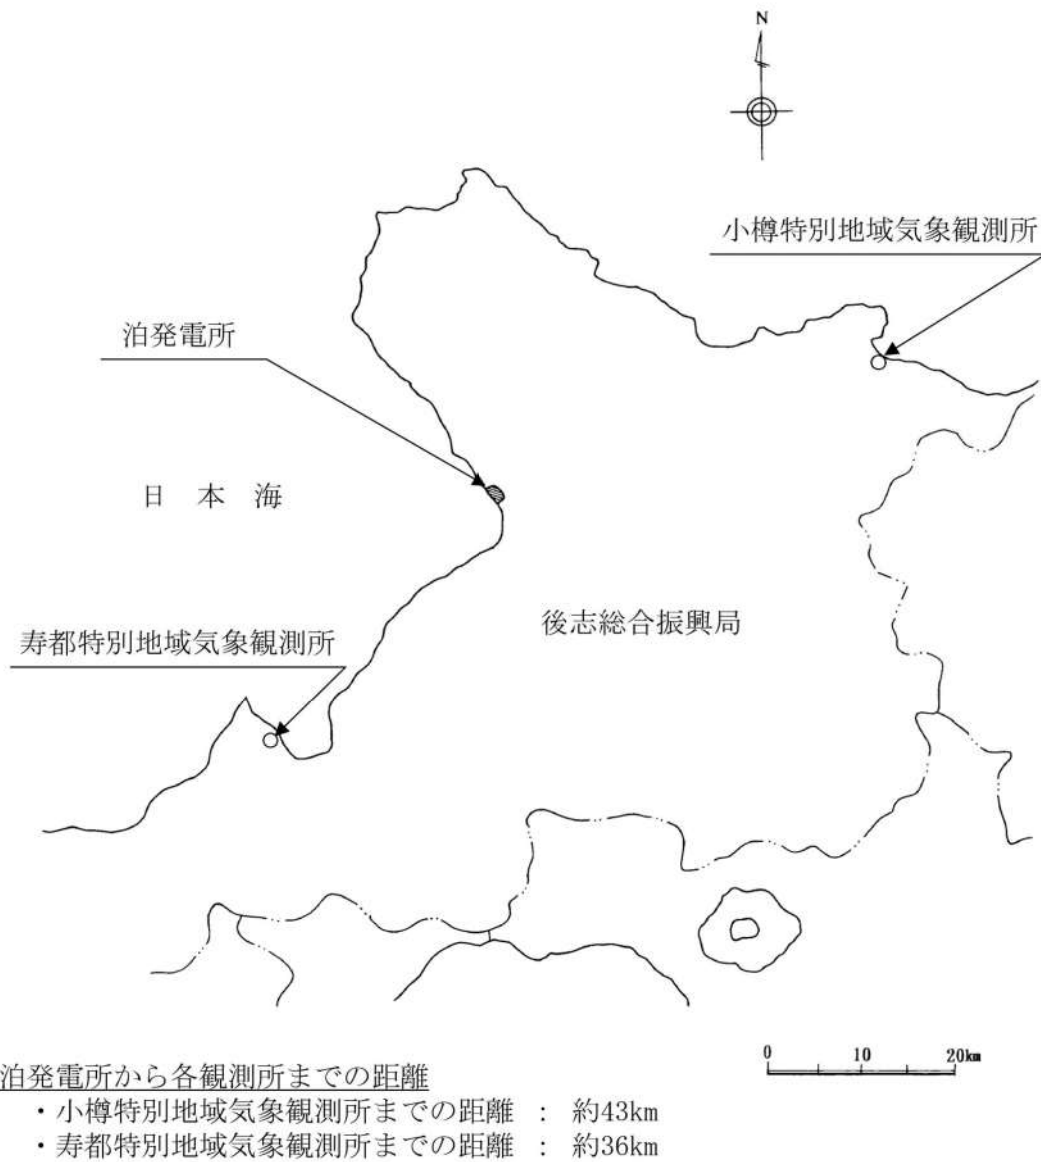 N
小樽特別地域気象観測所
泊発電所
日本海
後志総合振興局
寿都特別地域気象観測所
0 10 20km
泊発電所から各観測所までの距離
・小樽特別地域気象観測所までの距離 : 約43km
・寿都特別地域気象観測所までの距離 : 約36km